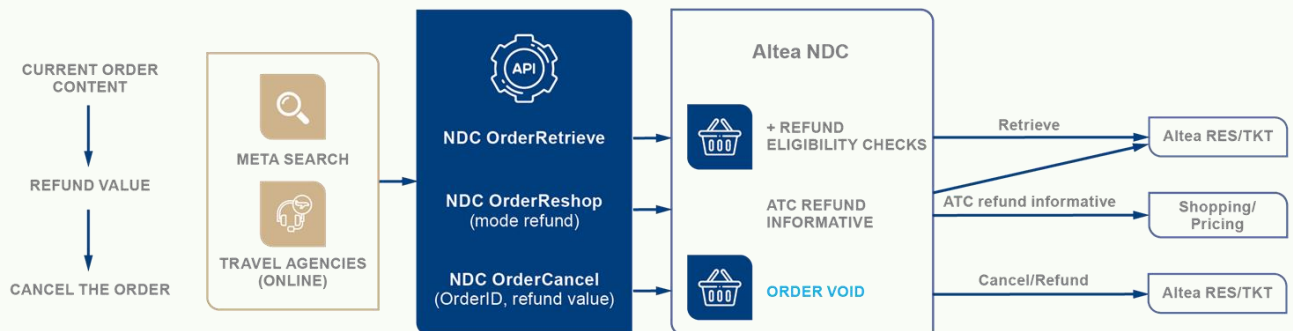 CURRENT ORDER
CONTENT
REFUND VALUE
CANCEL THE ORDER
META SEARCH
TRAVEL AGENCIES
(ONLINE)
API
NDC OrderRetrieve
NDC OrderReshop
(mode refund)
NDC OrderCancel
(OrderID, refund value)
Altea NDC
+ REFUND
ELIGIBILITY CHECKS
ATC REFUND
INFORMATIVE
ORDER VOID
Retrieve
ATC refund informative
Cancel/Refund
Altea RES/TKT
Shopping/
Pricing
Altea RES/TKT